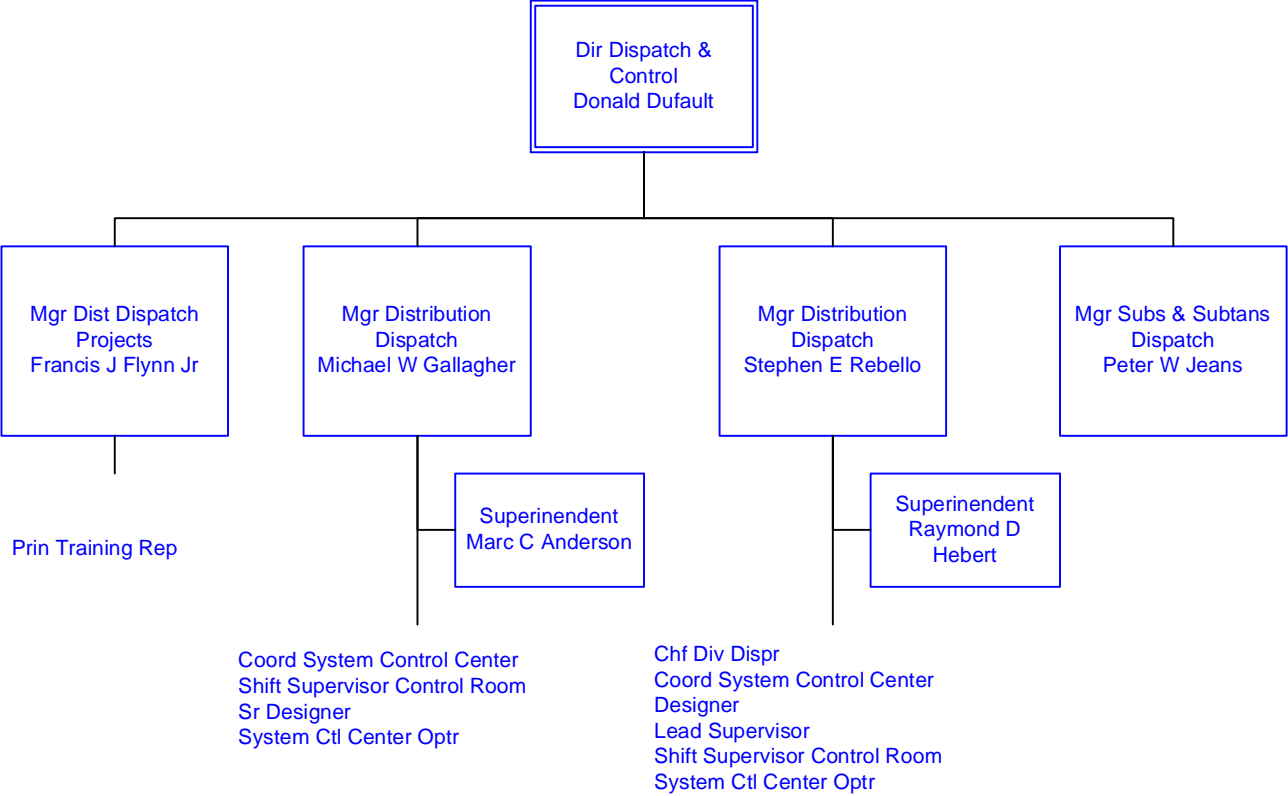 Dir Dispatch &
Control
Donald Dufault
Mgr Dist Dispatch
Projects
Francis J Flynn Jr
Mgr Distribution
Dispatch
Michael W Gallagher
Mgr Distribution
Dispatch
Stephen E Rebello
Mgr Subs & Subtans
Dispatch
Peter W Jeans
Prin Training Rep
Superinendent
Marc C Anderson
Superinendent
Raymond D
Hebert
Coord System Control Center
Shift Supervisor Control Room
Sr Designer
System Ctl Center Optr
Chf Div Dispr
Coord System Control Center
Designer
Lead Supervisor
Shift Supervisor Control Room
System Ctl Center Optr